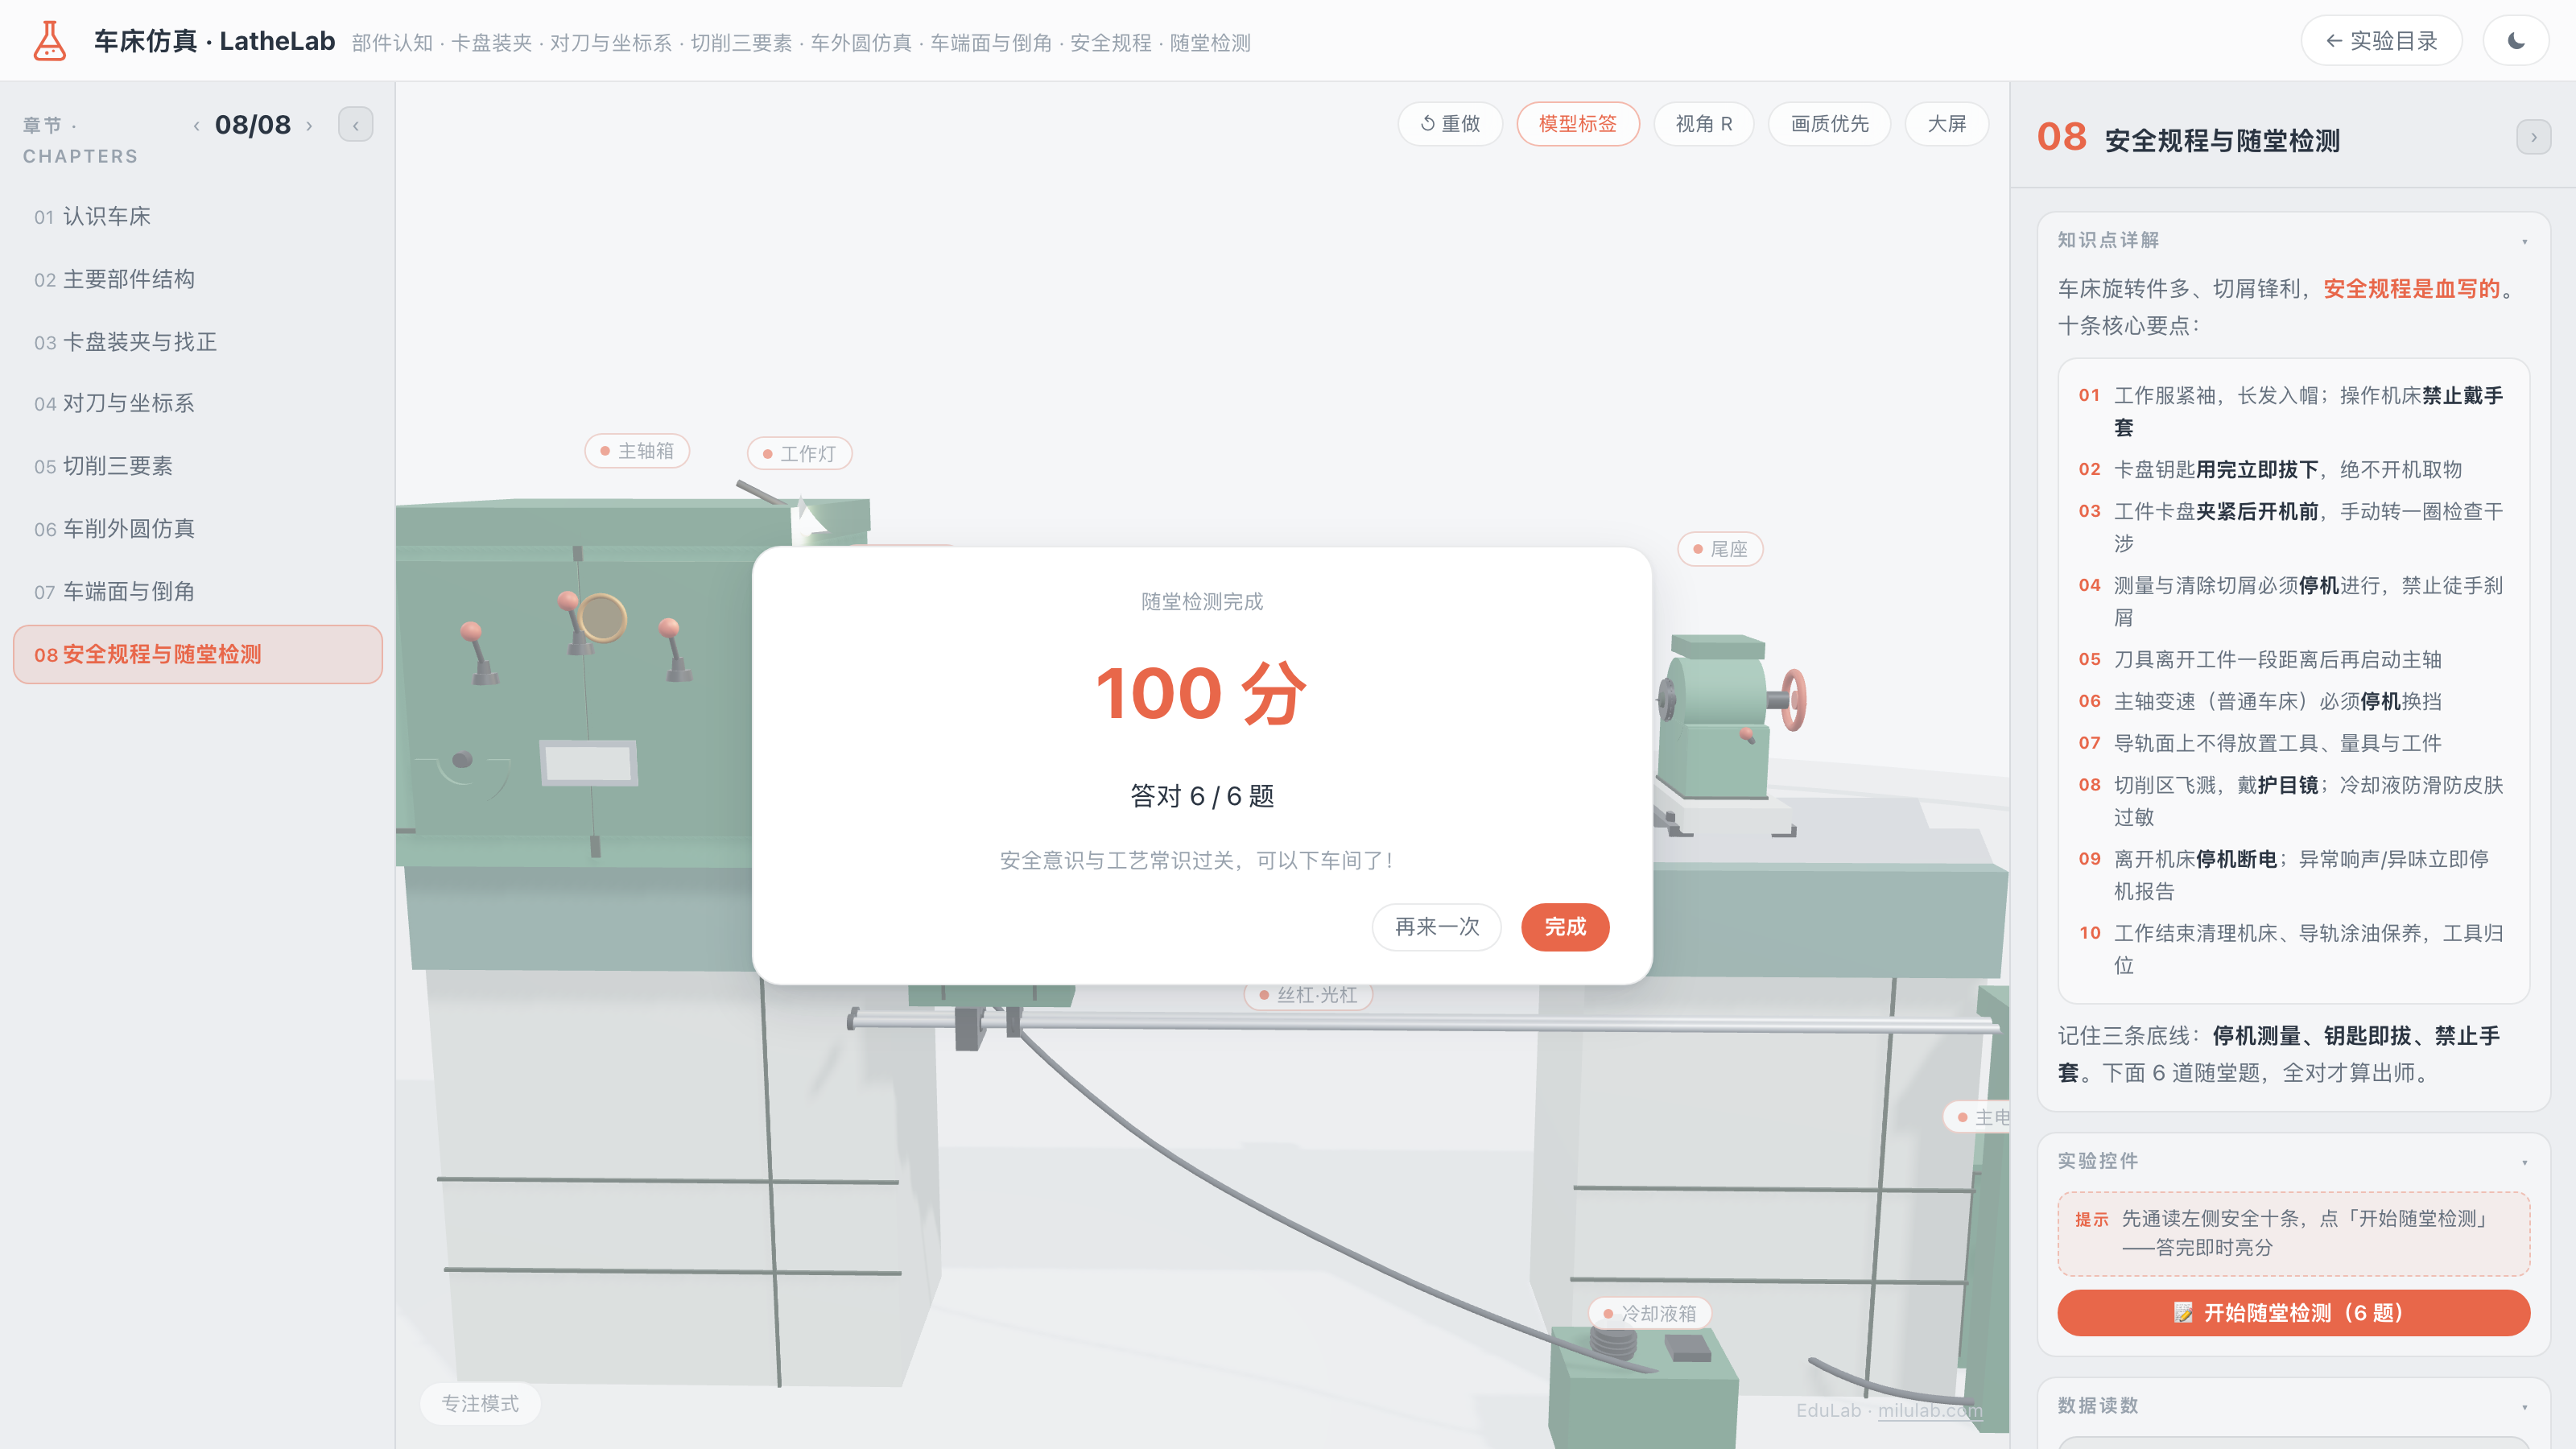 车床仿真 · LatheLab
部件认知 · 卡盘装夹 · 对刀与坐标系 · 切削三要素 · 车外圆仿真 · 车端面与倒角 · 安全规程 · 随堂检测
← 实验目录
章节 ·
CHAPTERS
‹ 08/08 ›
01 认识车床
02 主要部件结构
03 卡盘装夹与找正
04 对刀与坐标系
05 切削三要素
06 车削外圆仿真
07 车端面与倒角
08 安全规程与随堂检测
重做
模型标签
视角 R
画质优先
大屏
主轴箱
工作灯
尾座
随堂检测完成
100 分
答对 6 / 6 题
安全意识与工艺常识过关，可以下车间了！
再来一次
完成
丝杠·光杠
主电
冷却液箱
专注模式
EduLab · milulab.com
08 安全规程与随堂检测
知识点详解
车床旋转件多、切屑锋利，安全规程是血写的。
十条核心要点：
01 工作服紧袖，长发入帽；操作机床禁止戴手
套
02 卡盘钥匙用完立即拔下，绝不开机取物
03 工件卡盘夹紧后开机前，手动转一圈检查干
涉
04 测量与清除切屑必须停机进行，禁止徒手刹
屑
05 刀具离开工件一段距离后再启动主轴
06 主轴变速（普通车床）必须停机换挡
07 导轨面上不得放置工具、量具与工件
08 切削区飞溅，戴护目镜；冷却液防滑防皮肤
过敏
09 离开机床停机断电；异常响声/异味立即停
机报告
10 工作结束清理机床、导轨涂油保养，工具归
位
记住三条底线：停机测量、钥匙即拔、禁止手
套。下面 6 道随堂题，全对才算出师。
实验控件
提示 先通读左侧安全十条，点「开始随堂检测」
——答完即时亮分
📝 开始随堂检测（6 题）
数据读数